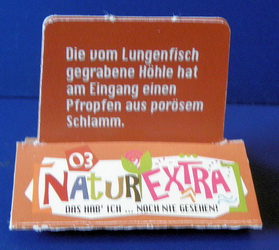 Die vom Lungenfisch
gegrabene Höhle hat
am Eingang einen
Pfropfen aus porösem
Schlamm.
03
NATUR EXTRA
DAS HAB' ICH ... NOCH NIE GESEHEN!